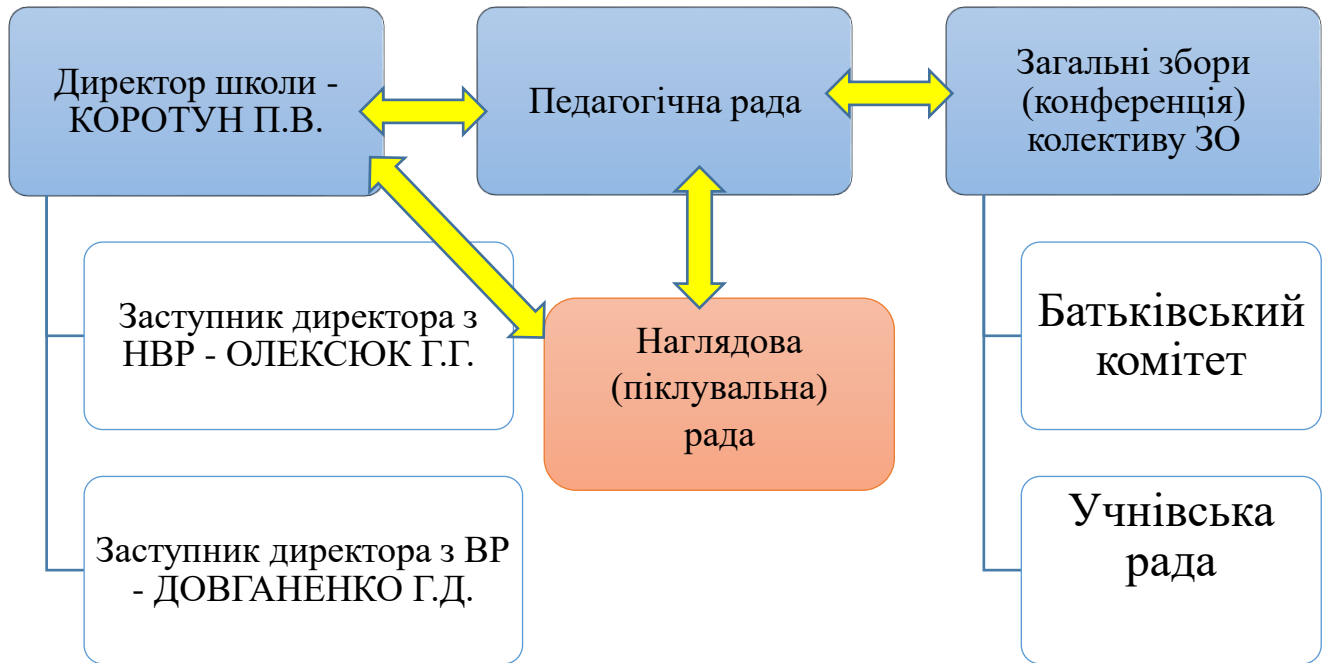 Директор школи -
КОРОТУН П.В.
Педагогічна рада
Загальні збори
(конференція)
колективу ЗО
Заступник директора з
НВР - ОЛЕКСЮК Г.Г.
Наглядова
(піклувальна)
рада
Батьківський
комітет
Заступник директора з ВР
- ДОВГАНЕНКО Г.Д.
Учнівська
рада